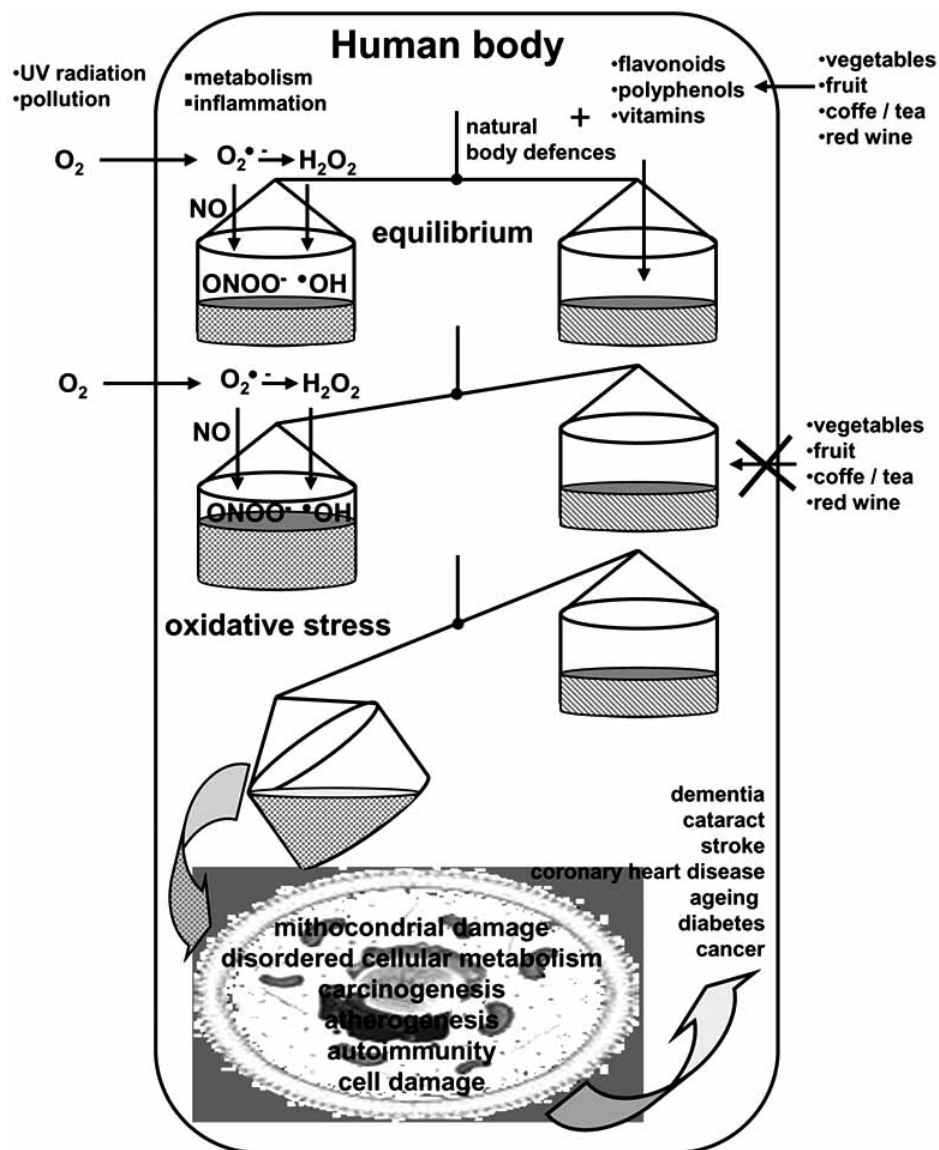 Human body
•UV radiation
•pollution
▪metabolism
▪inflammation
•flavonoids
•polyphenols
•vitamins
•vegetables
•fruit
•coffe / tea
•red wine
+
natural
body defences
O₂
O₂•⁻
H₂O₂
NO
equilibrium
ONOO⁻ •OH
O₂
O₂•⁻
H₂O₂
NO
ONOO⁻ •OH
•vegetables
•fruit
•coffe / tea
•red wine
oxidative stress
dementia
cataract
stroke
coronary heart disease
ageing
diabetes
cancer
mithocondrial damage
disordered cellular metabolism
carcinogenesis
atherogenesis
autoimmunity
cell damage